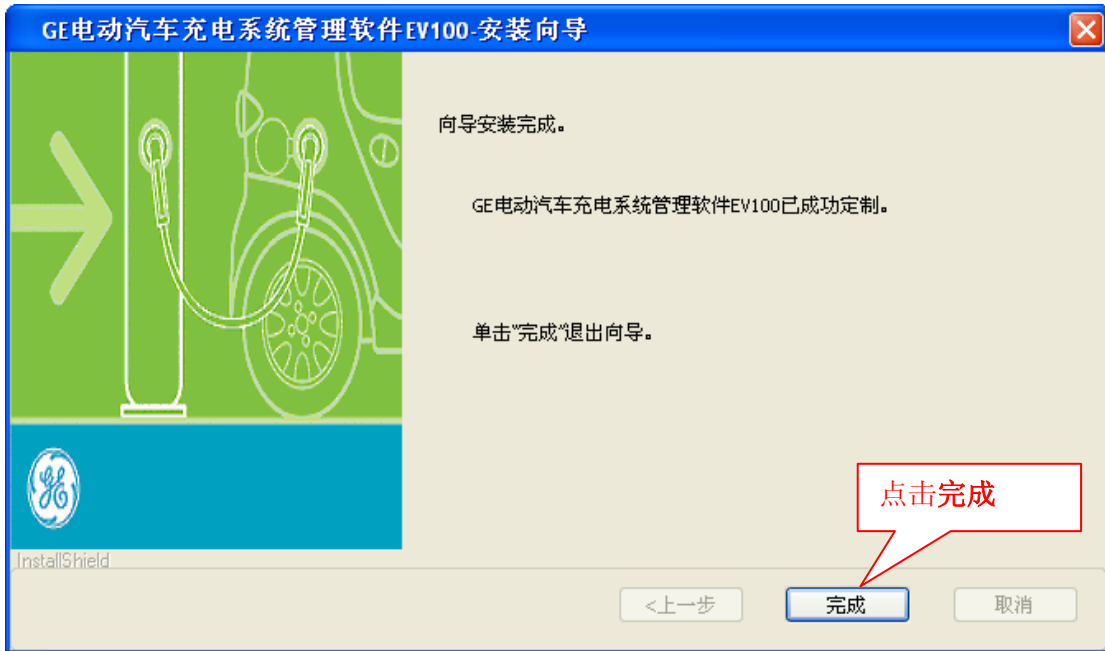 GE电动汽车充电系统管理软件EV100-安装向导
向导安装完成。
GE电动汽车充电系统管理软件EV100已成功定制。
单击"完成"退出向导。
点击完成
GE
InstallShield
<上一步
完成
取消